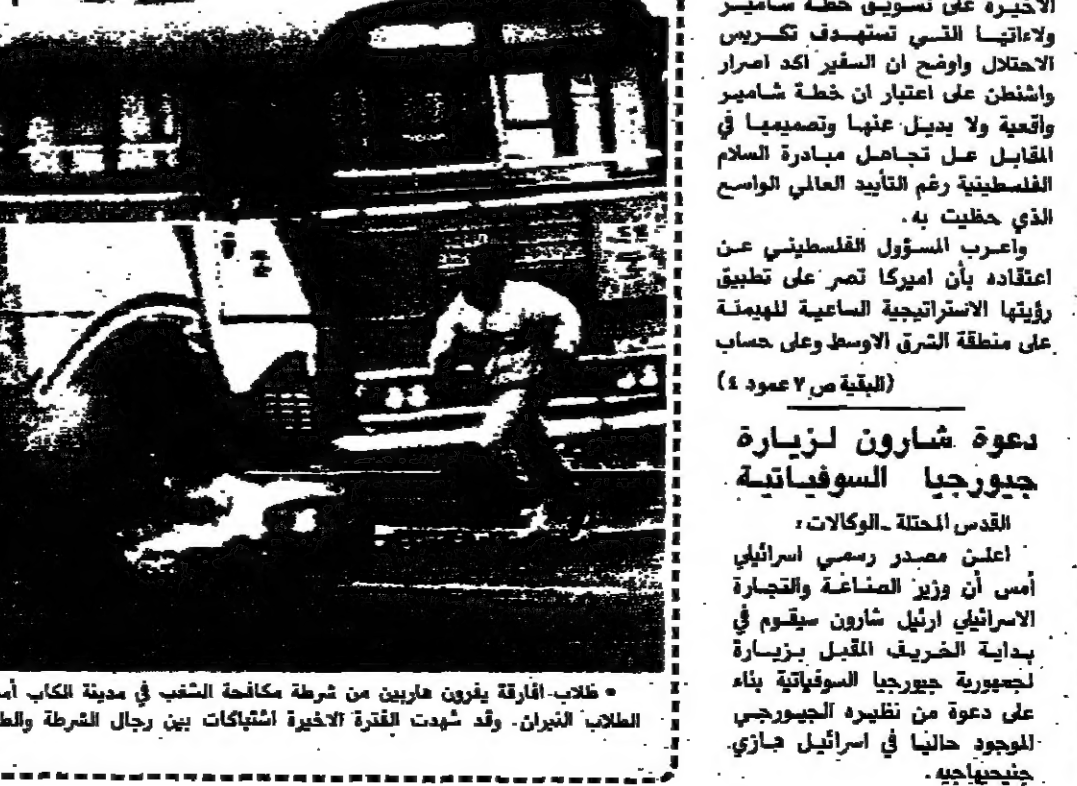 الاخيرة على تسويق خطة شامير
ولاءاتها التي تستهدف تكريس
الاحتلال واوضح ان السفير اكد اصرار
واشنطن على اعتبار ان خطة شامير
واقعية ولا بديل عنها وتصميمها في
المقابل على تجاهل مبادرة السلام
الفلسطينية رغم التأييد العالمي الواسع
الذي حظيت به.
واعرب المسؤول الفلسطيني عن
اعتقاده بأن اميركا تصر على تطبيق
رؤيتها الاستراتيجية الساعية للهيمنة
على منطقة الشرق الاوسط وعلى حساب
(البقية ص ٧ عمود ٤)
دعوة شارون لزيارة
جيورجيا السوفياتية
القدس المحتلة ـ الوكالات:
اعلن مصدر رسمي اسرائيلي
أمس أن وزير الصناعة والتجارة
الاسرائيلي ارئيل شارون سيقوم في
بداية الخريف المقبل بزيارة
لجمهورية جيورجيا السوفياتية بناء
على دعوة من نظيره الجيورجي
الموجود حاليا في اسرائيل
• طلاب افارقة يفرون هاربين من شرطة مكافحة الشغب في مدينة الكاب
الطلاب النيران. وقد شهدت الفترة الاخيرة اشتباكات بين رجال الشرطة